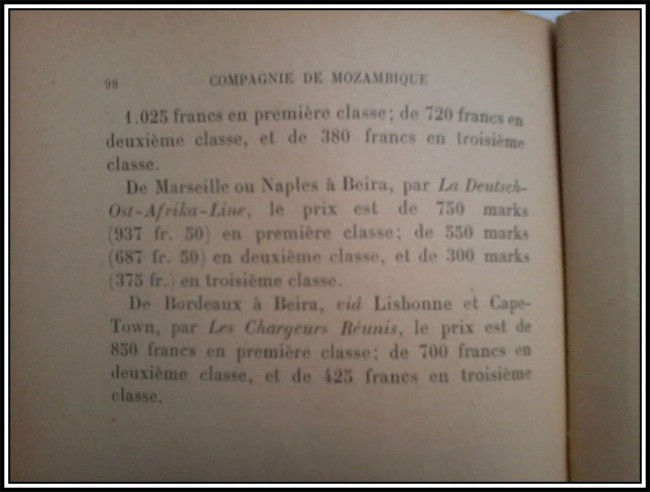 98 COMPAGNIE DE MOZAMBIQUE
1.025 francs en première classe; de 720 francs en
deuxième classe, et de 380 francs en troisième
classe.
De Marseille ou Naples à Beira, par La Deutsch-
Ost-Afrika-Line, le prix est de 750 marks
(937 fr. 50) en première classe; de 550 marks
(687 fr. 50) en deuxième classe, et de 300 marks
(375 fr.) en troisième classe.
De Bordeaux à Beira, viâ Lisbonne et Cape-
Town, par Les Chargeurs Réunis, le prix est de
850 francs en première classe; de 700 francs en
deuxième classe, et de 425 francs en troisième
classe.